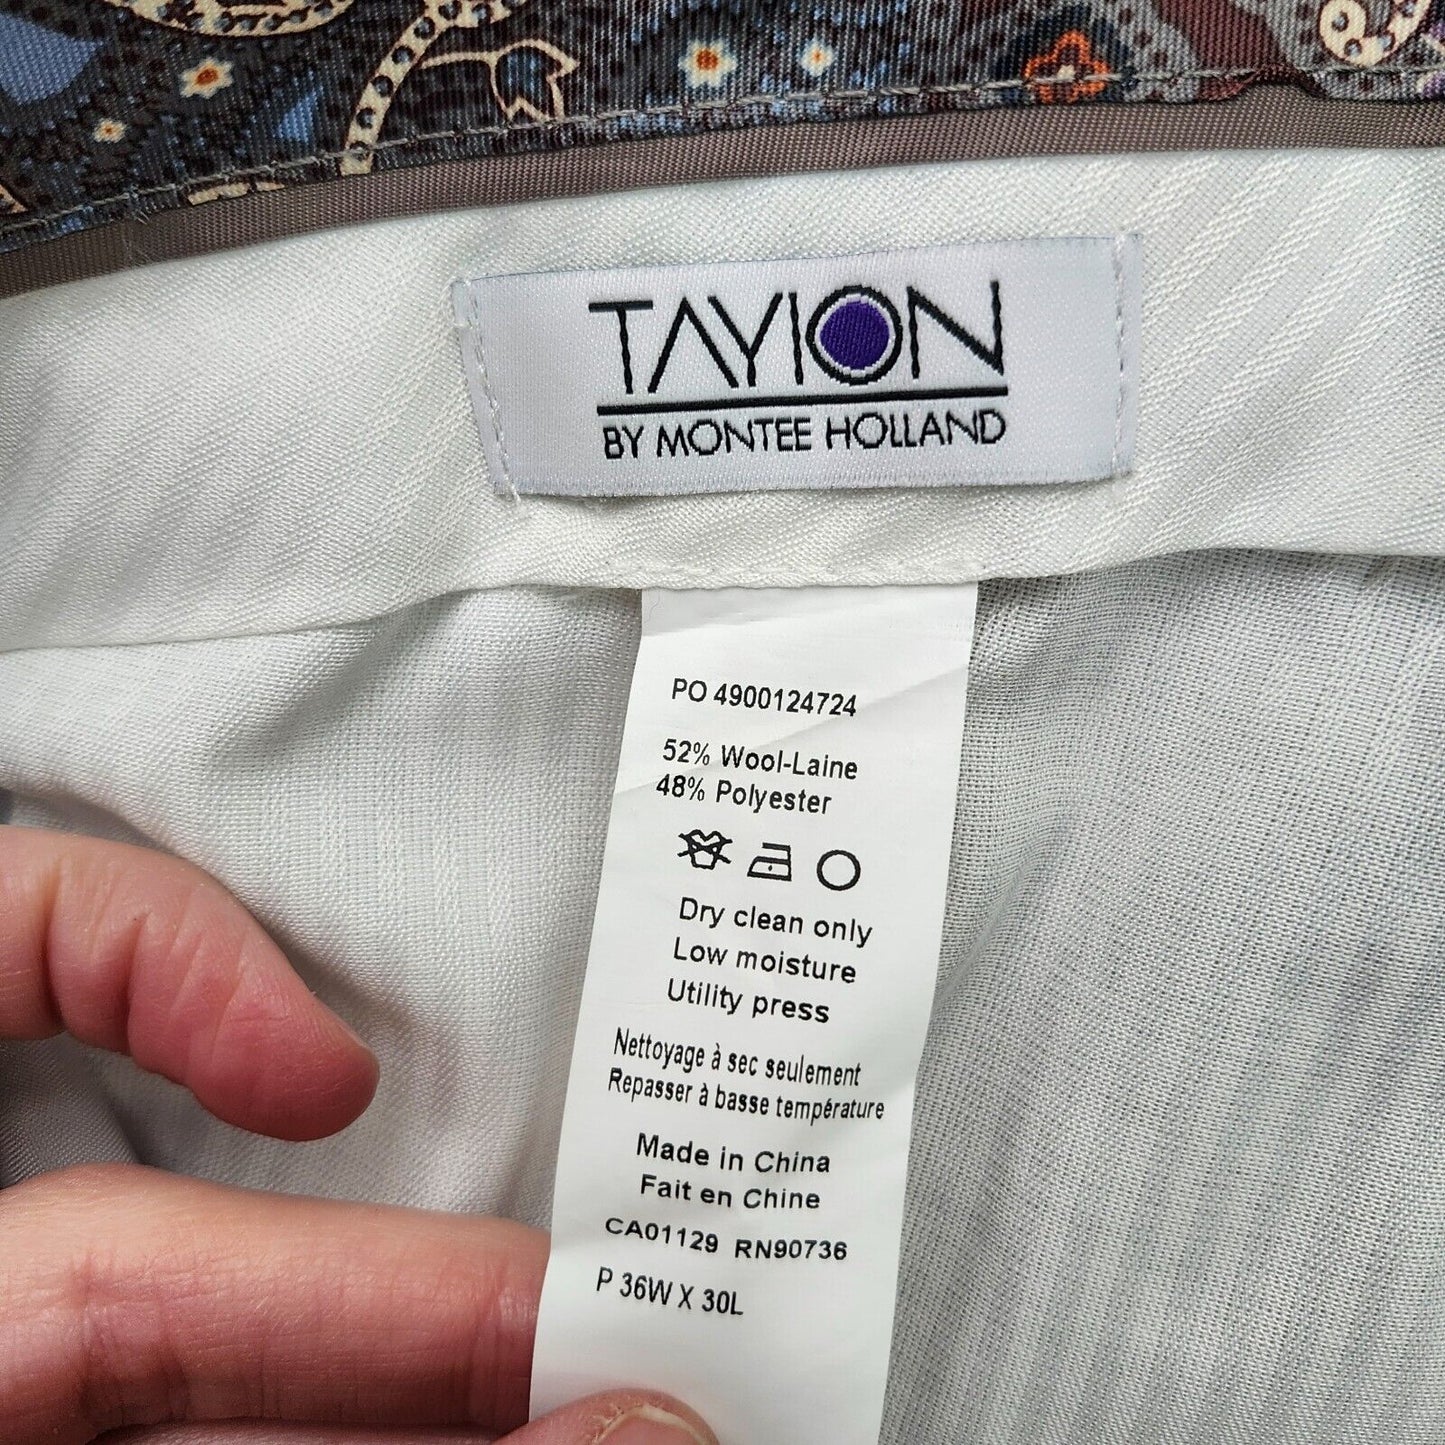 TAYION
BY MONTEE HOLLAND
PO 4900124724
52% Wool-Laine
48% Polyester
Dry clean only
Low moisture
Utility press
Nettoyage à sec seulement
Repasser à basse température
Made in China
Fait en Chine
CA01129 RN90736
P 36W X 30L